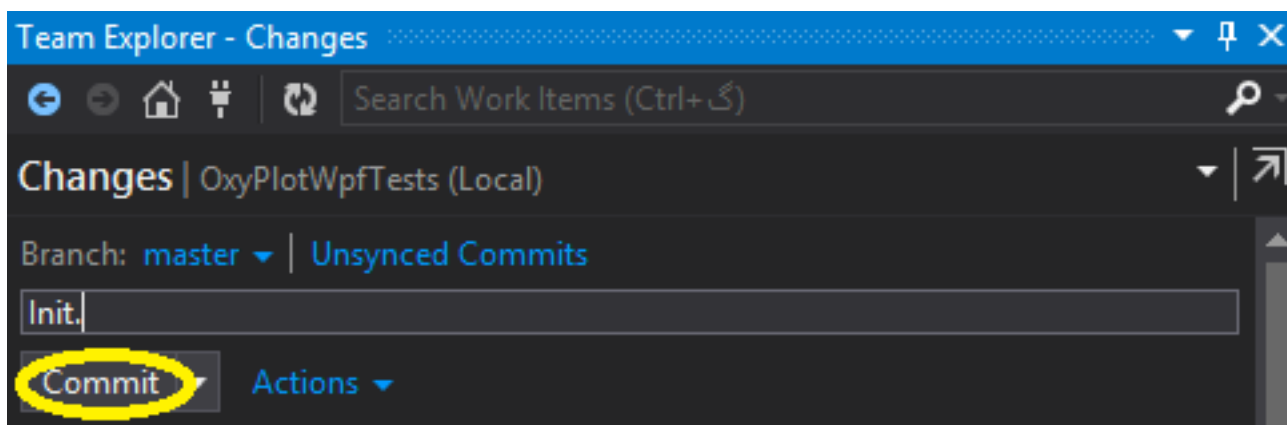 Team Explorer - Changes
Search Work Items (Ctrl+گ)
Changes | OxyPlotWpfTests (Local)
Branch: master | Unsynced Commits
Init.
Commit Actions